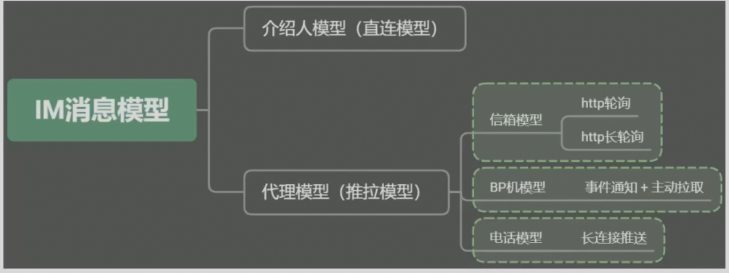 IM消息模型
介绍人模型（直连模型）
代理模型（推拉模型）
信箱模型
http轮询
http长轮询
BP机模型
事件通知 + 主动拉取
电话模型
长连接推送